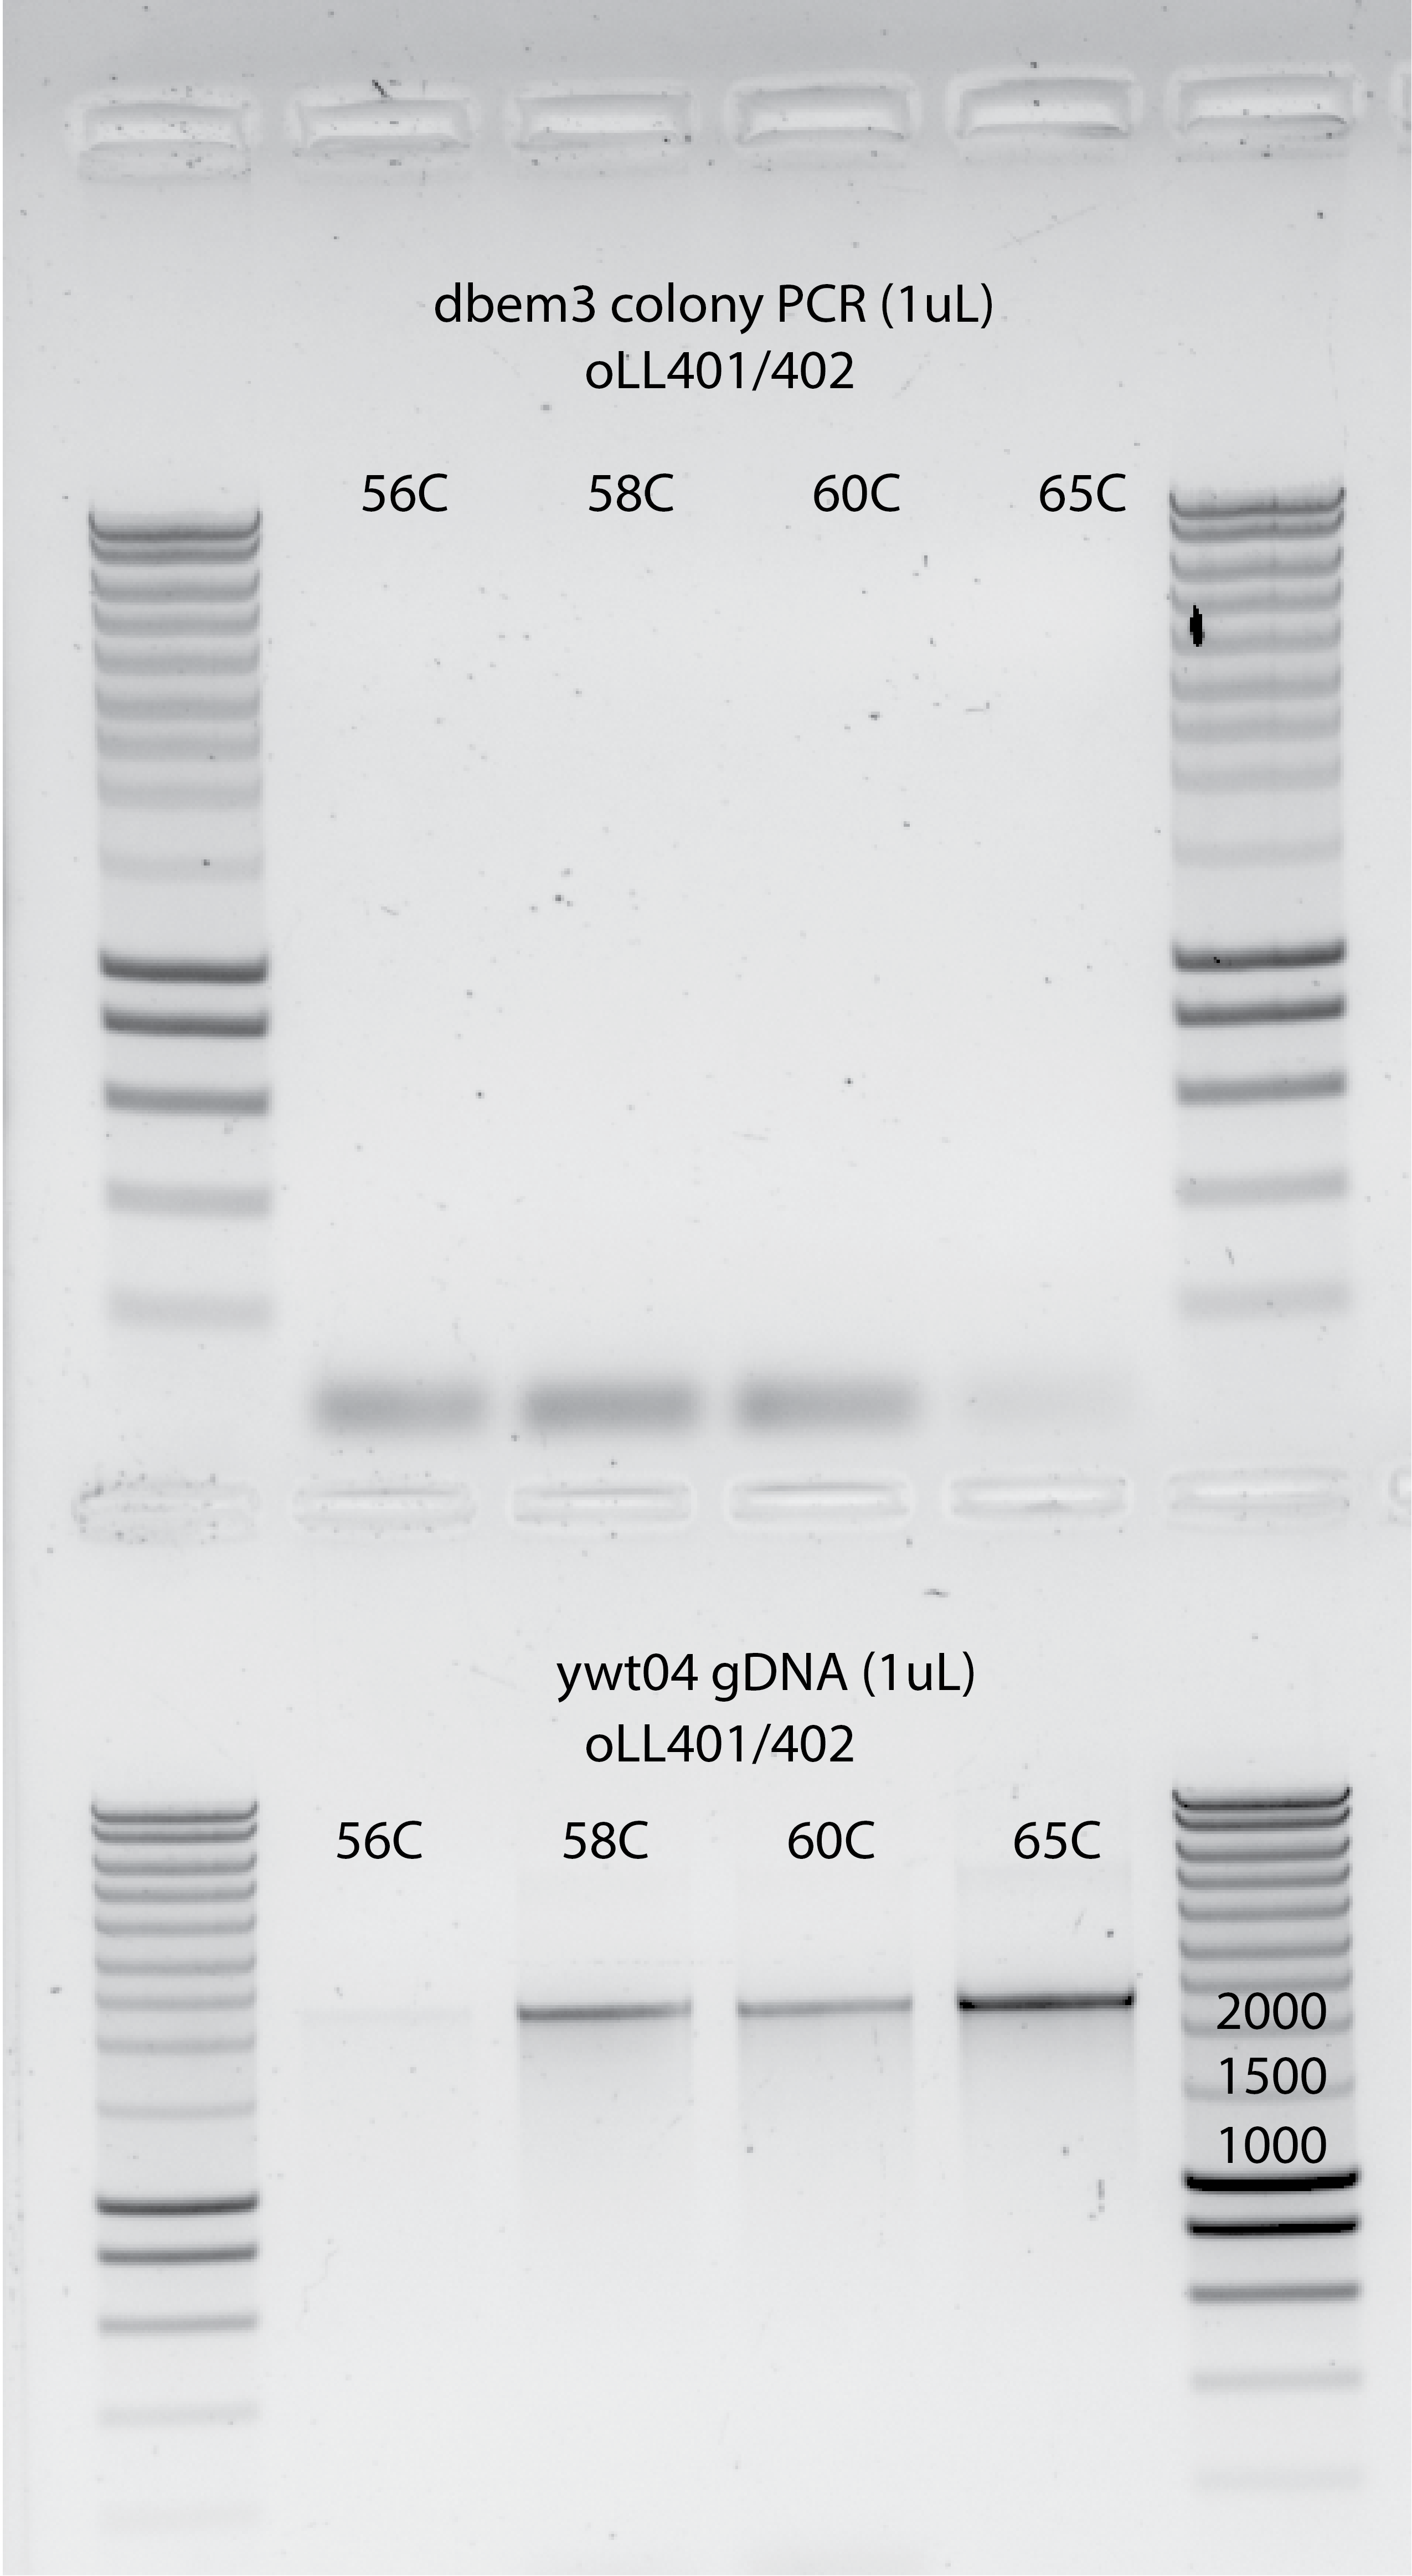 dbem3 colony PCR (1uL)
oLL401/402
56C 58C 60C 65C
ywt04 gDNA (1uL)
oLL401/402
56C 58C 60C 65C
2000
1500
1000